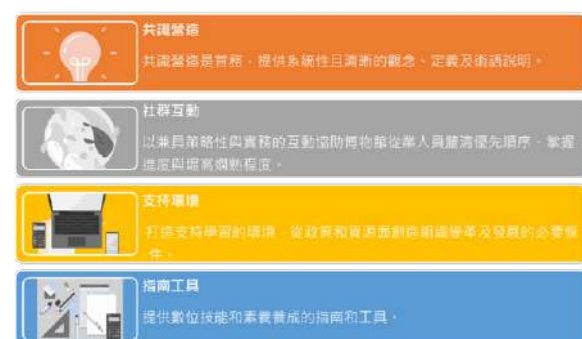 共識營造
共識營造是首務，提供系統性且清晰的觀念、定義及術語說明。
社群互動
以兼具策略性與實務的互動協助博物館從業人員釐清優先順序、掌握
進度與提高嫻熟程度。
支持環境
打造支持學習的環境，從政策和資源面創造組織變革及發展的必要條
件。
指南工具
提供數位技能和素養養成的指南和工具。